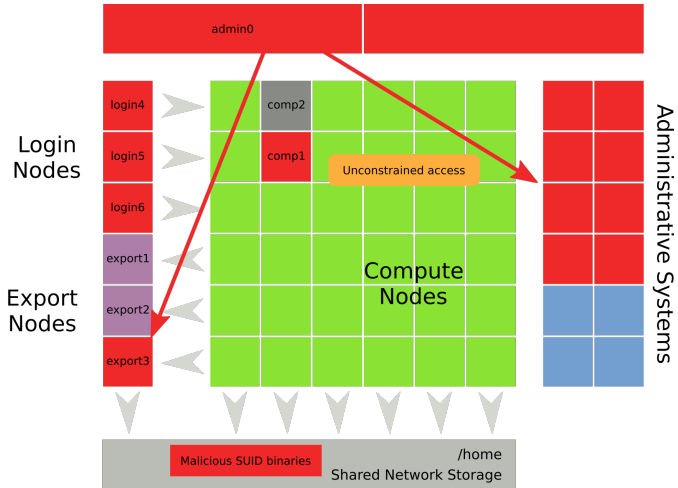 admin0
login4
comp2
Login
Nodes
login5
comp1
Unconstrained access
login6
Administrative Systems
export1
Compute
Nodes
Export
Nodes
export2
export3
Malicious SUID binaries
/home
Shared Network Storage